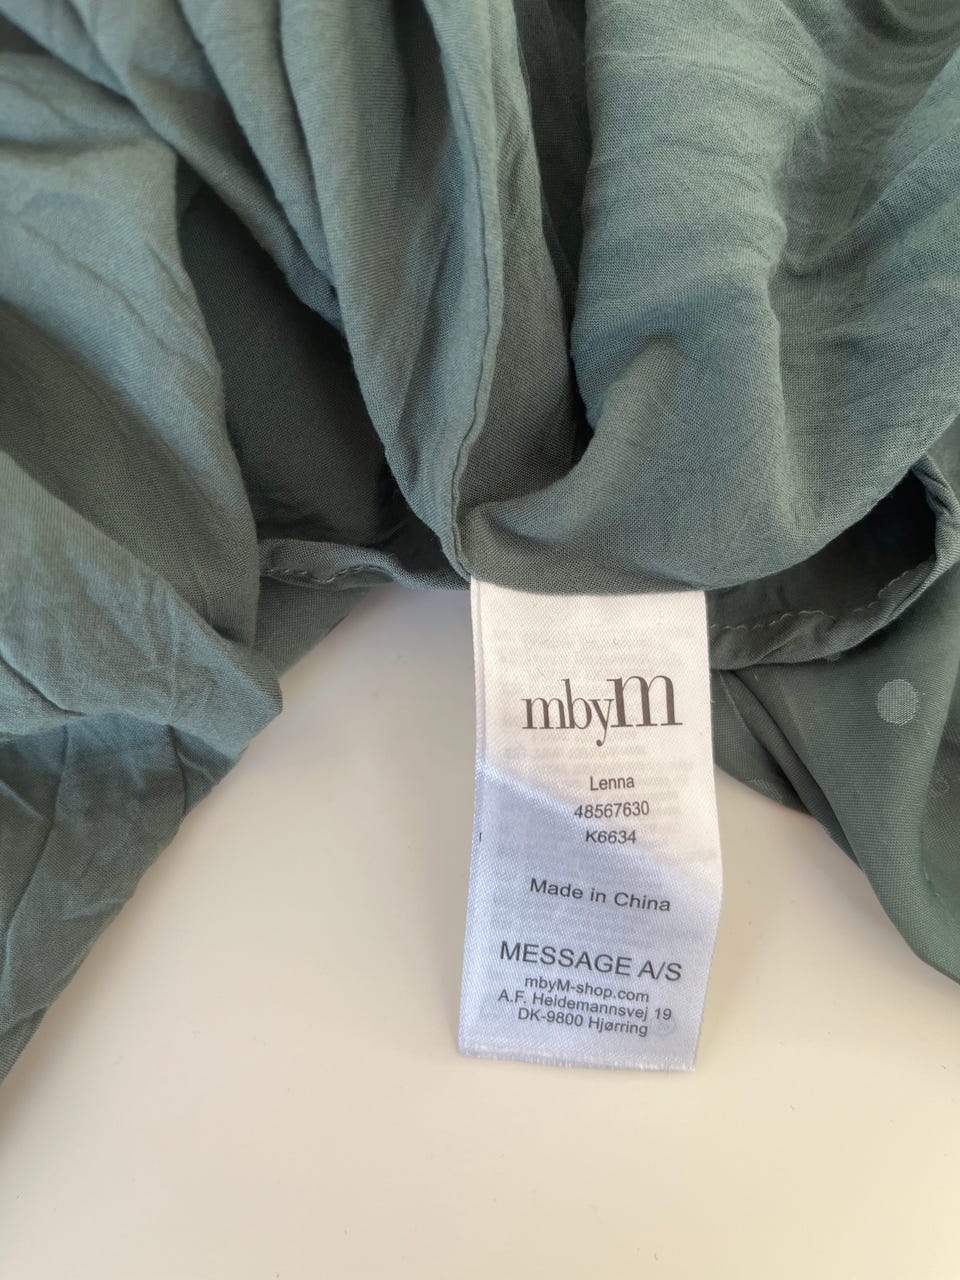 mbyM
Lenna
48567630
K6634
Made in China
MESSAGE A/S
mbyM-shop.com
A.F. Heidemannsvej 19
DK-9800 Hjørring